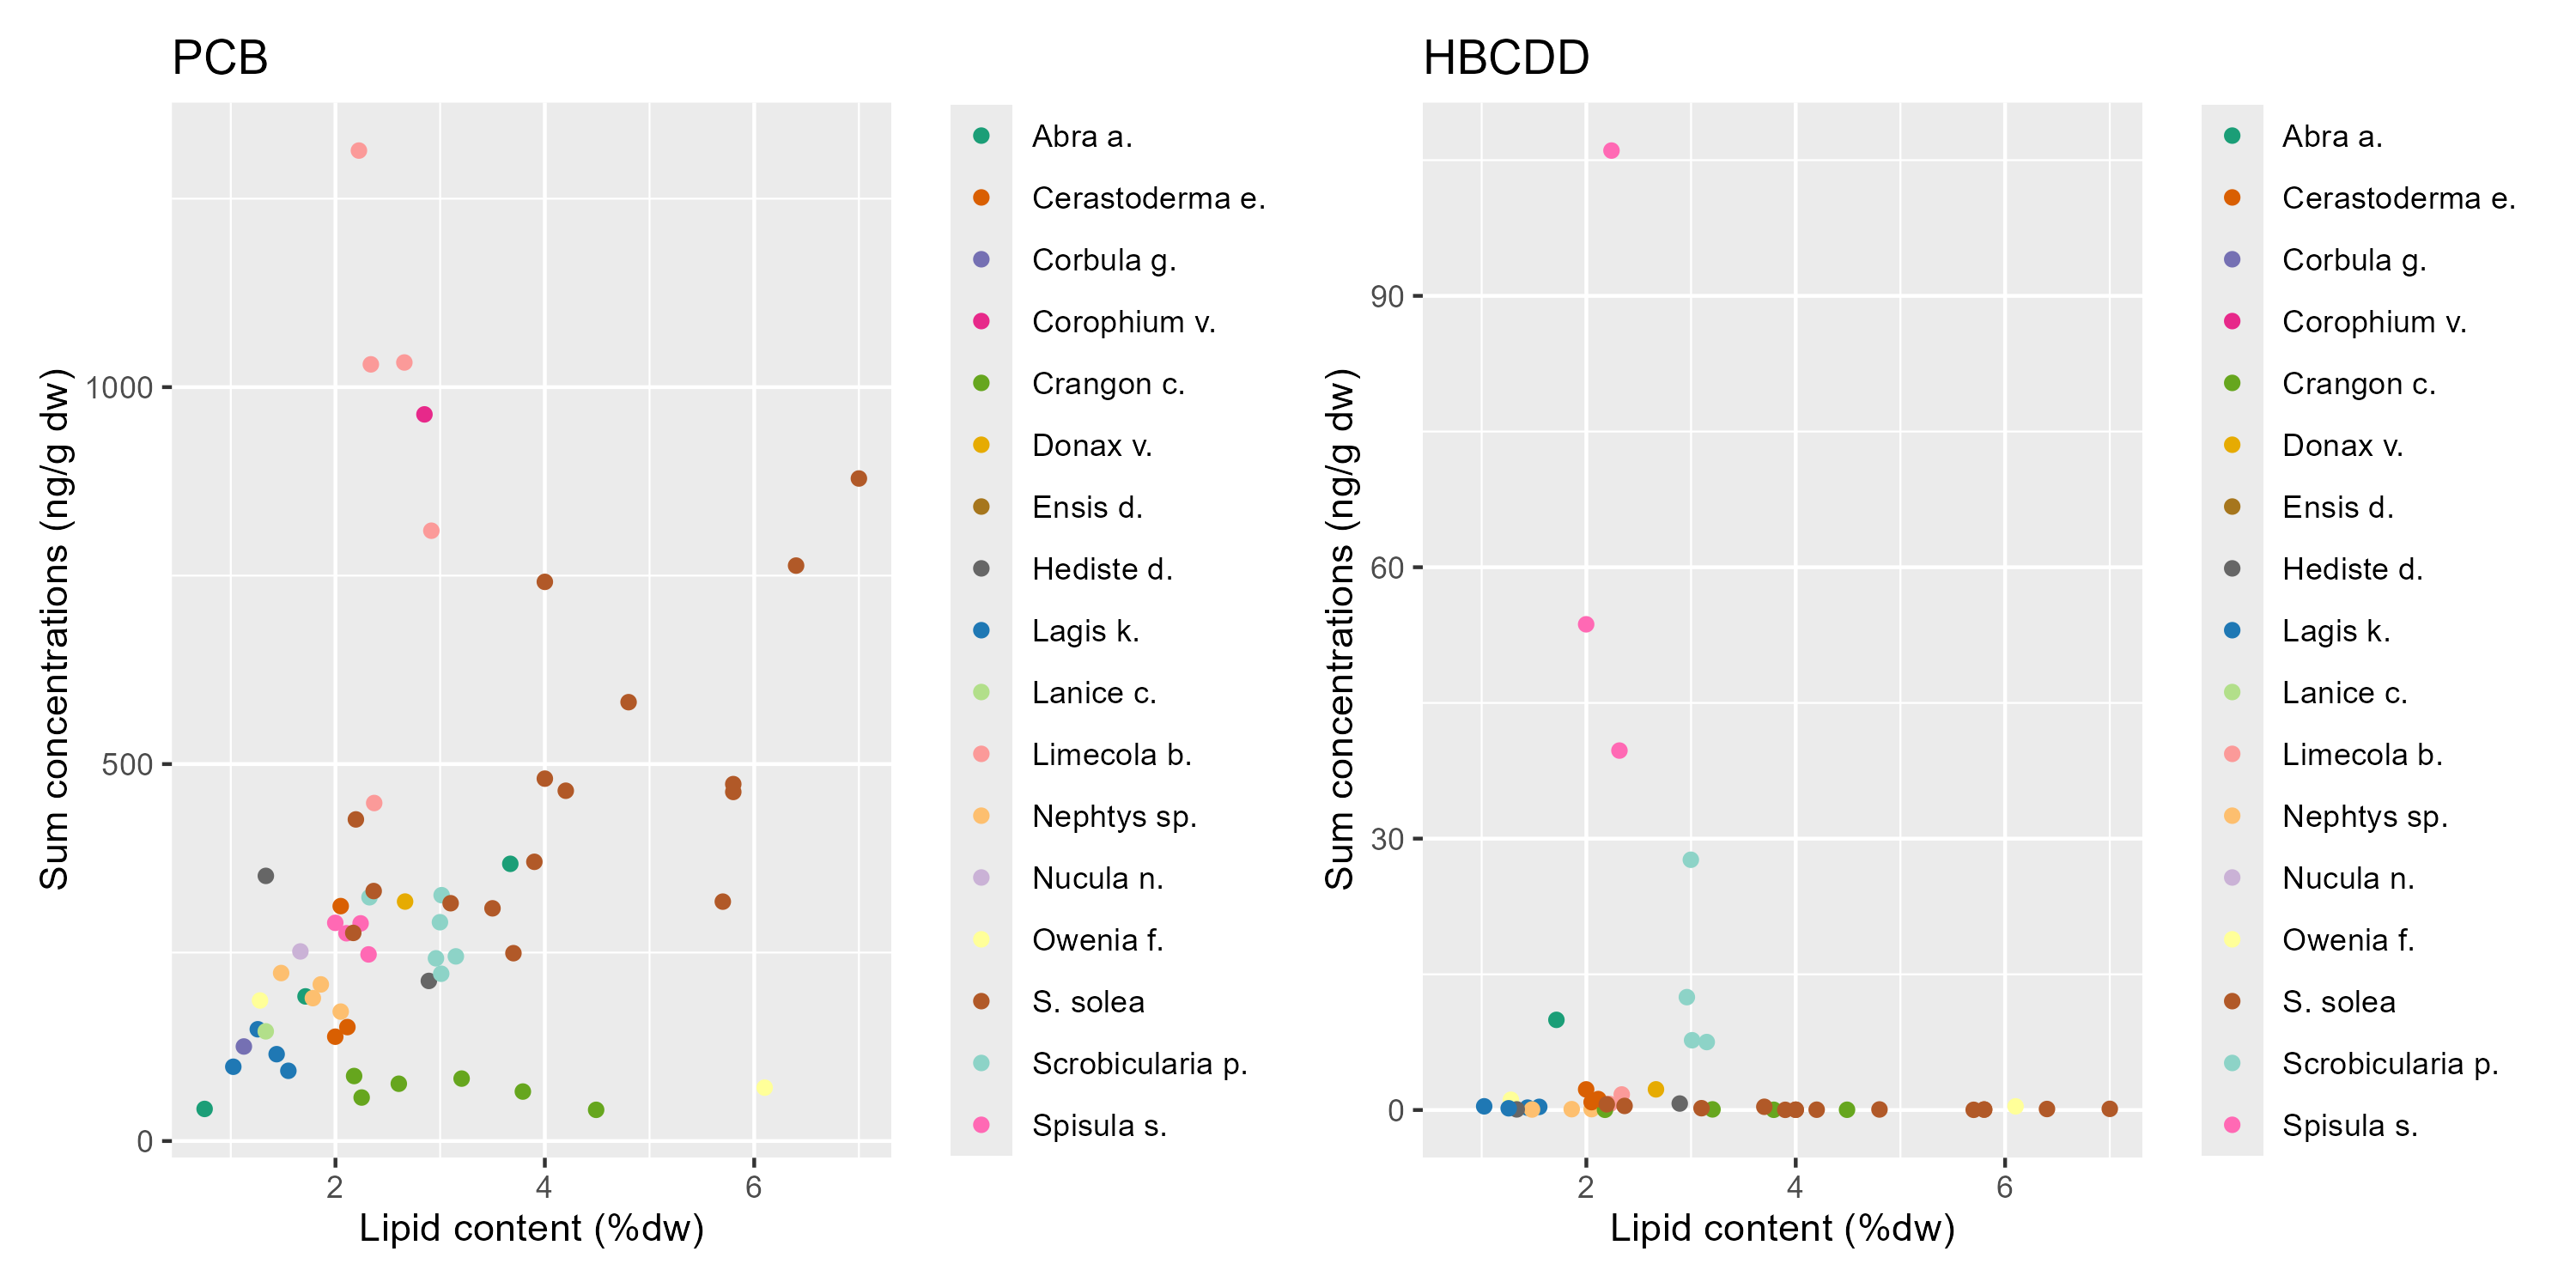 PCB
Sum concentrations (ng/g dw)
1000
500
0
2 4 6
Lipid content (%dw)
Abra a.
Cerastoderma e.
Corbula g.
Corophium v.
Crangon c.
Donax v.
Ensis d.
Hediste d.
Lagis k.
Lanice c.
Limecola b.
Nephtys sp.
Nucula n.
Owenia f.
S. solea
Scrobicularia p.
Spisula s.
HBCDD
Sum concentrations (ng/g dw)
90
60
30
0
2 4 6
Lipid content (%dw)
Abra a.
Cerastoderma e.
Corbula g.
Corophium v.
Crangon c.
Donax v.
Ensis d.
Hediste d.
Lagis k.
Lanice c.
Limecola b.
Nephtys sp.
Nucula n.
Owenia f.
S. solea
Scrobicularia p.
Spisula s.